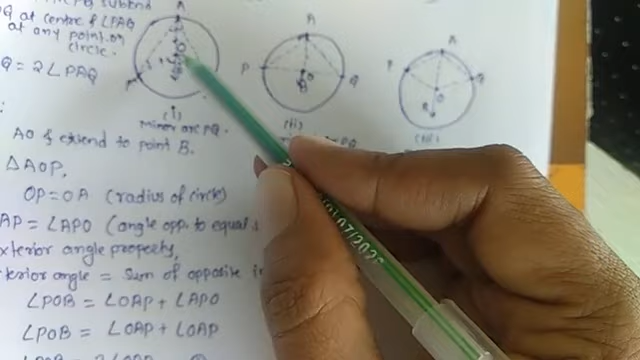 subtend
at centre & ∠PAQ
at any point on
circle.
Q = 2∠PAQ
A
P
(i)
Minor arc PQ.
A
P
O
Q
B
(ii)
PQ
A
P
Q
O
B
(iii)
AO & extend to point B.
△AOP,
OP = OA (radius of circle)
AP = ∠APO (angle opp. to equal
xterior angle property,
terior angle = sum of opposite in
∠POB = ∠OAP + ∠APO
∠POB = ∠OAP + ∠OAP